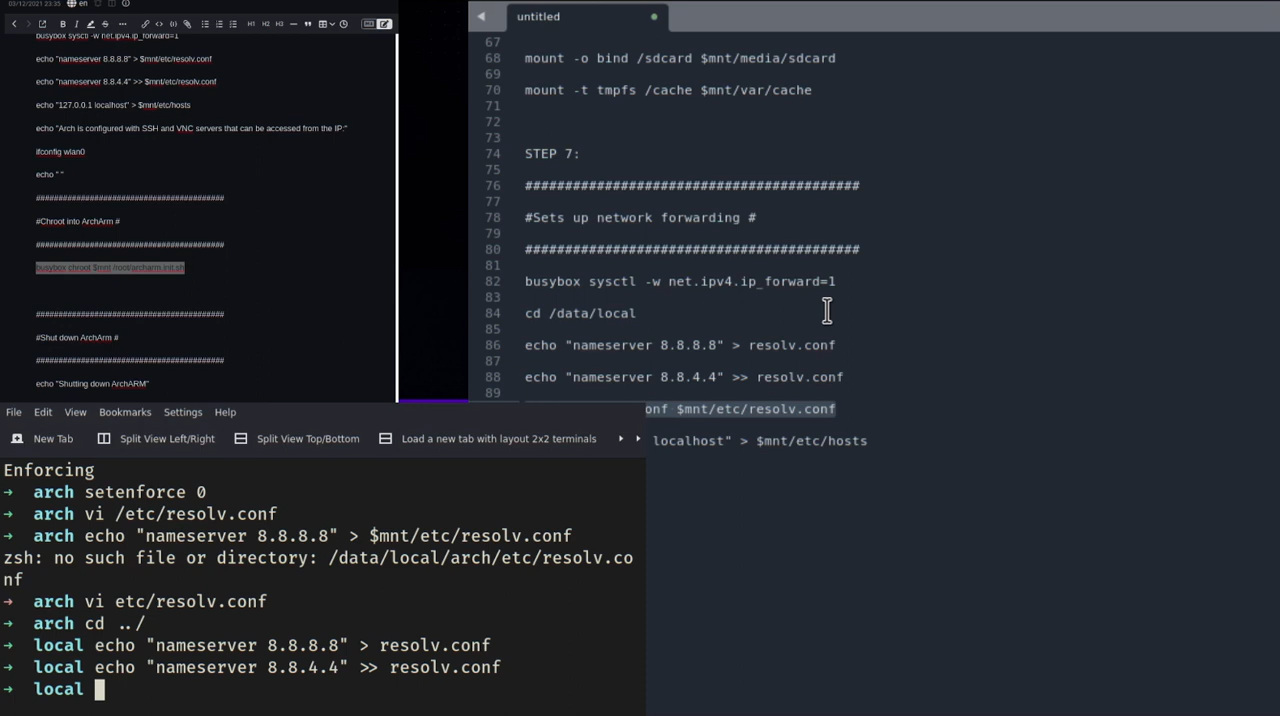 03/12/2021 23:35
en
B I S ... H1 H2 H3
busybox sysctl -w net.ipv4.ip_forward=1
echo "nameserver 8.8.8.8" > $mnt/etc/resolv.conf
echo "nameserver 8.8.4.4" >> $mnt/etc/resolv.conf
echo "127.0.0.1 localhost" > $mnt/etc/hosts
echo "Arch is configured with SSH and VNC servers that can be accessed from the IP:"
ifconfig wlan0
echo " "
##########################################
#Chroot into ArchArm #
##########################################
busybox chroot $mnt /root/archarm.init.sh
##########################################
#Shut down ArchArm #
##########################################
echo "Shutting down ArchARM"
untitled
67
68 mount -o bind /sdcard $mnt/media/sdcard
69
70 mount -t tmpfs /cache $mnt/var/cache
71
72
73
74 STEP 7:
75
76 ##########################################
77
78 #Sets up network forwarding #
79
80 ##########################################
81
82 busybox sysctl -w net.ipv4.ip_forward=1
83
84 cd /data/local
85
86 echo "nameserver 8.8.8.8" > resolv.conf
87
88 echo "nameserver 8.8.4.4" >> resolv.conf
89
onf $mnt/etc/resolv.conf
localhost" > $mnt/etc/hosts
File Edit View Bookmarks Settings Help
New Tab Split View Left/Right Split View Top/Bottom Load a new tab with layout 2x2 terminals
Enforcing
→ arch setenforce 0
→ arch vi /etc/resolv.conf
→ arch echo "nameserver 8.8.8.8" > $mnt/etc/resolv.conf
zsh: no such file or directory: /data/local/arch/etc/resolv.co
nf
→ arch vi etc/resolv.conf
→ arch cd ../
→ local echo "nameserver 8.8.8.8" > resolv.conf
→ local echo "nameserver 8.8.4.4" >> resolv.conf
→ local